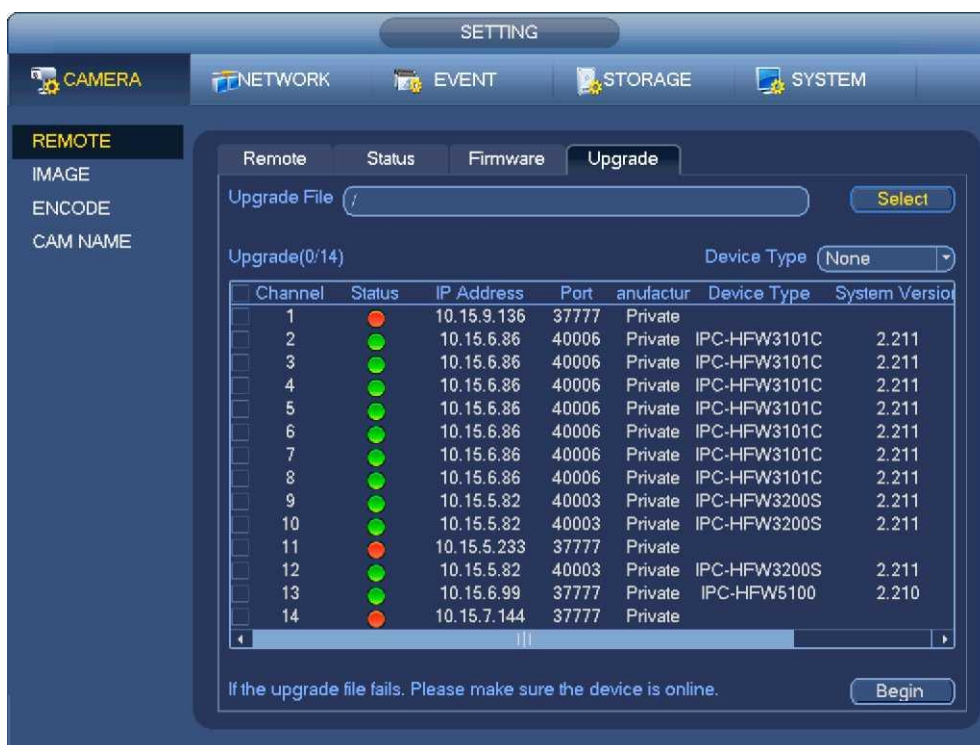 SETTING
CAMERA NETWORK EVENT STORAGE SYSTEM
REMOTE
IMAGE
ENCODE
CAM NAME
Remote Status Firmware Upgrade
Upgrade File / Select
Upgrade(0/14) Device Type None
Channel Status IP Address Port anufactur Device Type System Version
1 10.15.9.136 37777 Private
2 10.15.6.86 40006 Private IPC-HFW3101C 2.211
3 10.15.6.86 40006 Private IPC-HFW3101C 2.211
4 10.15.6.86 40006 Private IPC-HFW3101C 2.211
5 10.15.6.86 40006 Private IPC-HFW3101C 2.211
6 10.15.6.86 40006 Private IPC-HFW3101C 2.211
7 10.15.6.86 40006 Private IPC-HFW3101C 2.211
8 10.15.6.86 40006 Private IPC-HFW3101C 2.211
9 10.15.5.82 40003 Private IPC-HFW3200S 2.211
10 10.15.5.82 40003 Private IPC-HFW3200S 2.211
11 10.15.5.233 37777 Private
12 10.15.5.82 40003 Private IPC-HFW3200S 2.211
13 10.15.6.99 37777 Private IPC-HFW5100 2.210
14 10.15.7.144 37777 Private
If the upgrade file fails. Please make sure the device is online. Begin